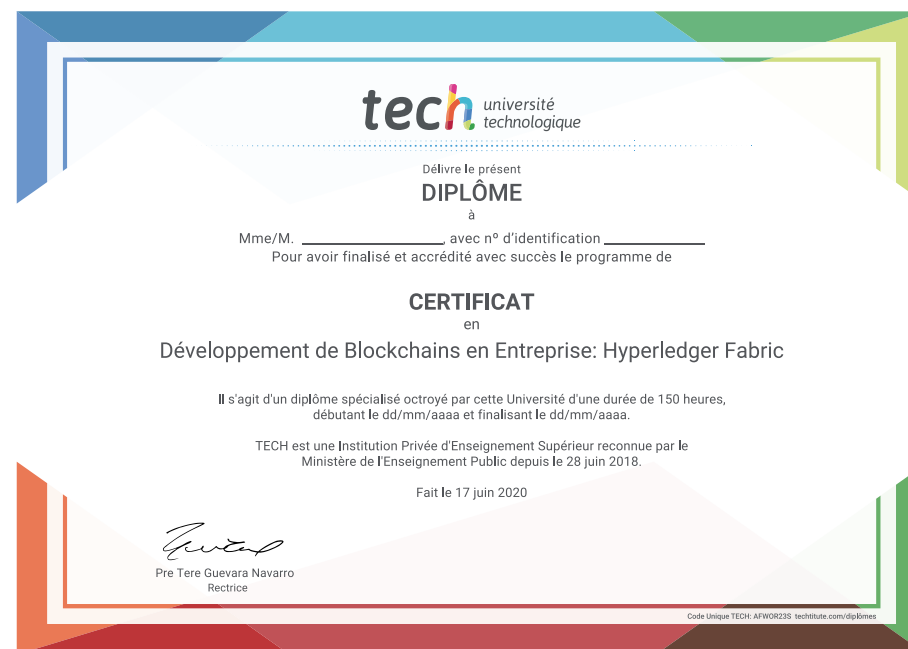 tech université
technologique
Délivre le présent
DIPLÔME
à
Mme/M. ____________________, avec nº d'identification ______________
Pour avoir finalisé et accrédité avec succès le programme de
CERTIFICAT
en
Développement de Blockchains en Entreprise: Hyperledger Fabric
Il s'agit d'un diplôme spécialisé octroyé par cette Université d'une durée de 150 heures,
débutant le dd/mm/aaaa et finalisant le dd/mm/aaaa.
TECH est une Institution Privée d'Enseignement Supérieur reconnue par le
Ministère de l'Enseignement Public depuis le 28 juin 2018.
Fait le 17 juin 2020
Pre Tere Guevara Navarro
Rectrice
Code Unique TECH: AFWOR23S techtitute.com/diplômes